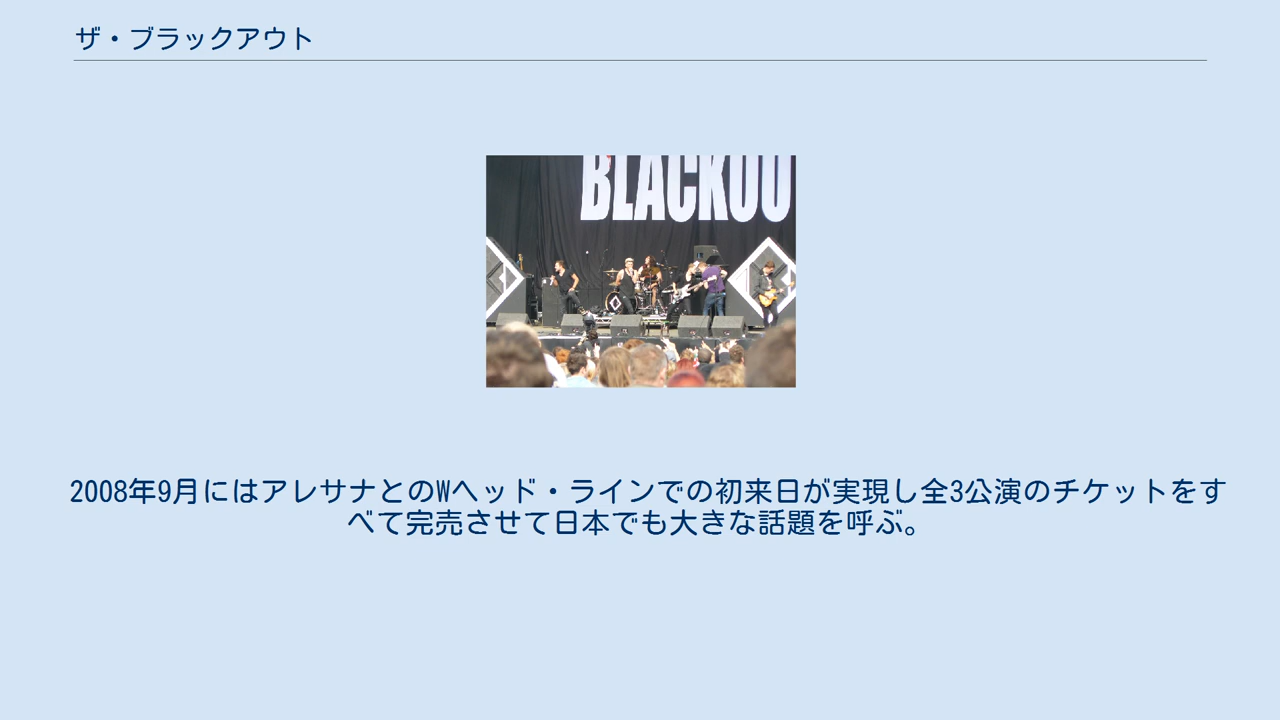 ザ・ブラックアウト
BLACKOU
2008年9月にはアレサナとのWヘッド・ラインでの初来日が実現し全3公演のチケットをす
べて完売させて日本でも大きな話題を呼ぶ。